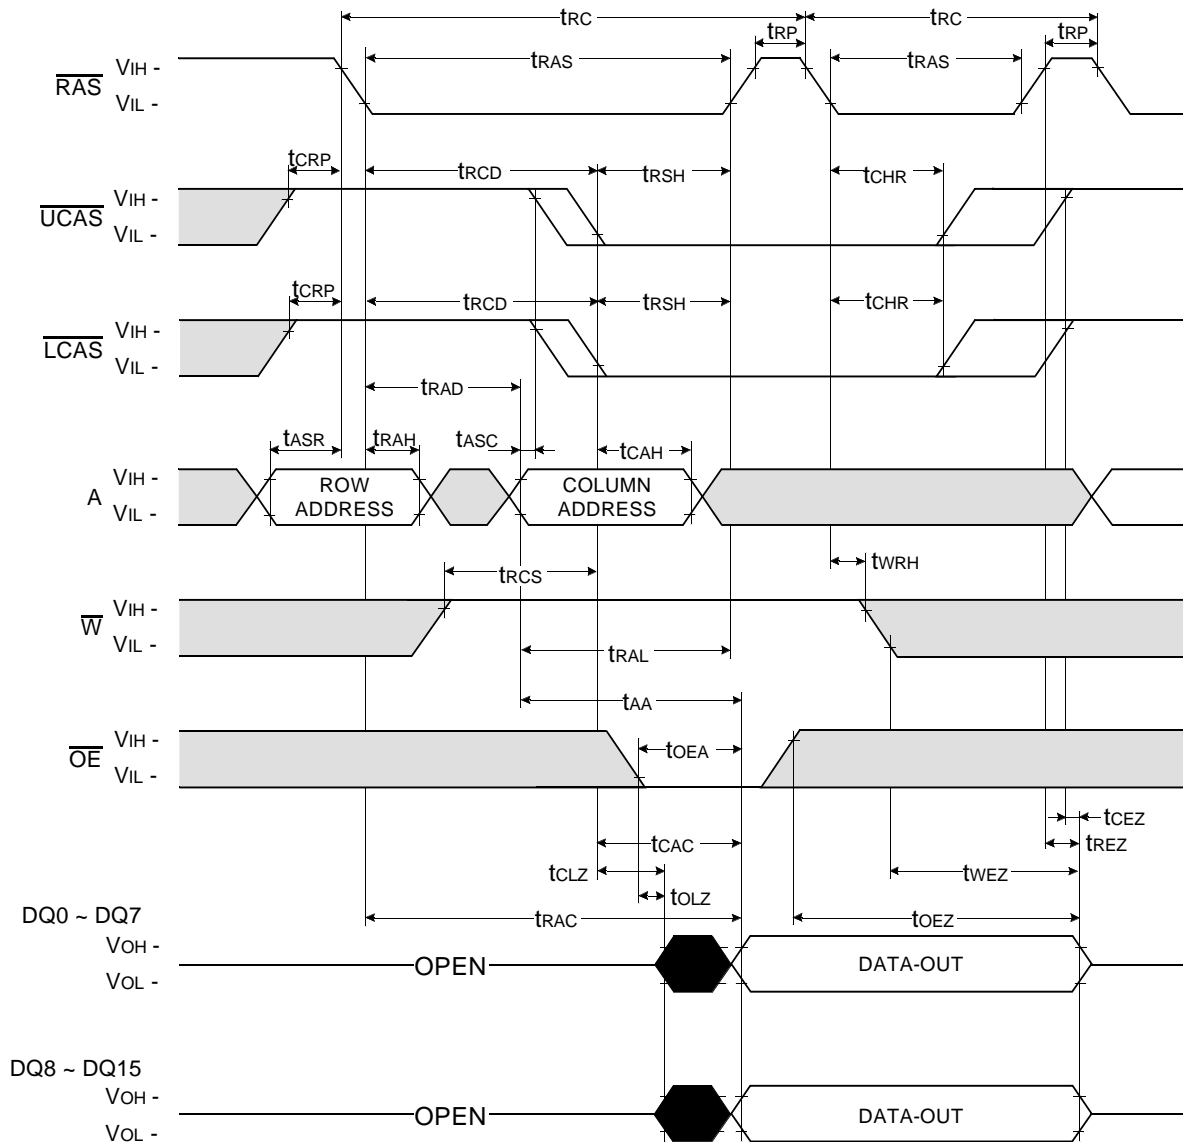 tRC tRC
tRP tRP
tRAS tRAS
RAS VIH -
VIL -
tCRP tRCD tRSH tCHR
UCAS VIH -
VIL -
tCRP tRCD tRSH tCHR
LCAS VIH -
VIL -
tRAD
tASR tRAH tASC tCAH
A VIH -
VIL -
ROW ADDRESS
COLUMN ADDRESS
tWRH
tRCS
W VIH -
VIL -
tRAL
tAA
OE VIH -
VIL -
tOEA
tCEZ
tCAC tREZ
tCLZ tWEZ
tOLZ
DQ0 ~ DQ7 tRAC tOEZ
VOH -
VOL -
OPEN DATA-OUT
DQ8 ~ DQ15
VOH -
VOL -
OPEN DATA-OUT